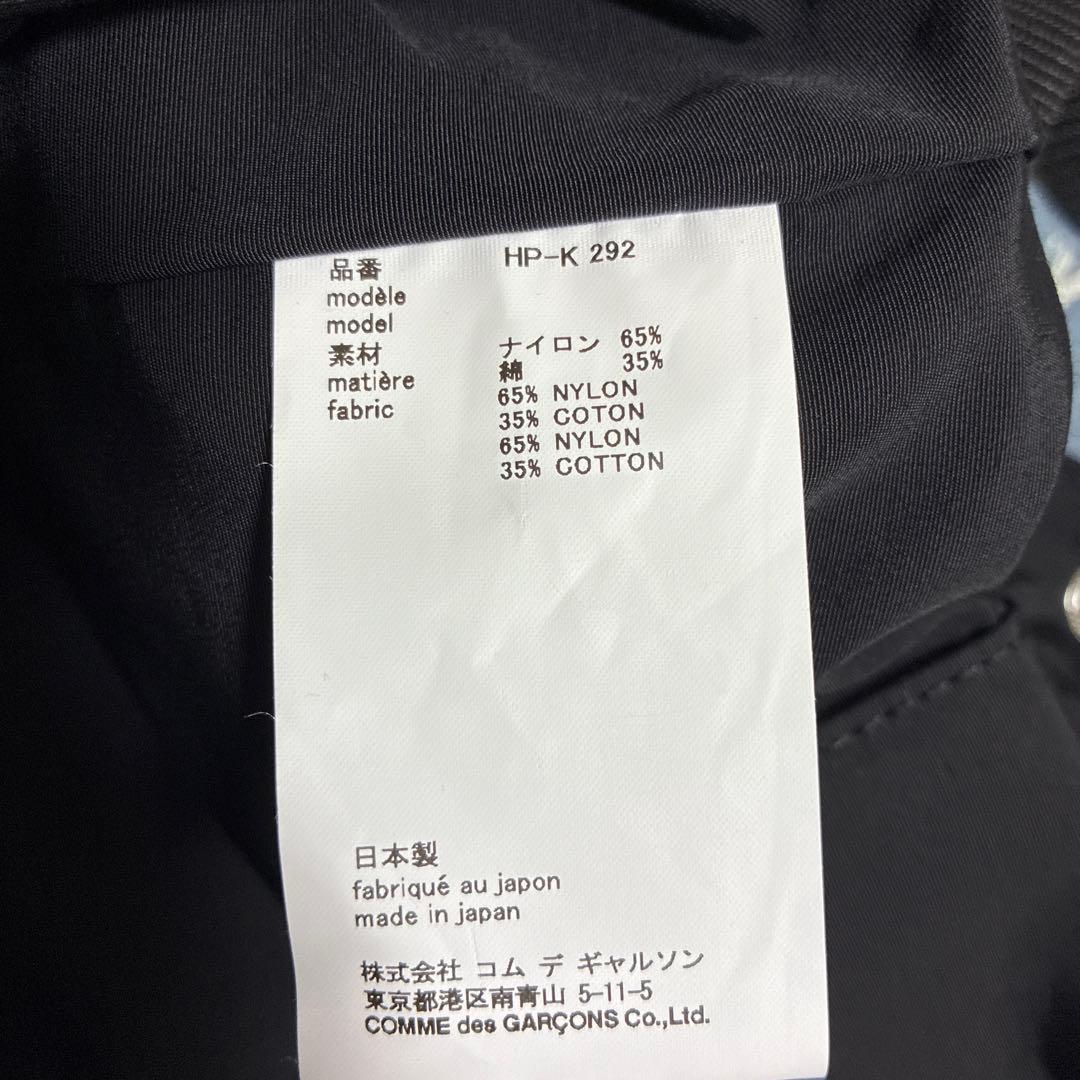 品番 HP-K 292
modèle
model
素材 ナイロン 65%
綿 35%
matière 65% NYLON
fabric 35% COTON
65% NYLON
35% COTTON
日本製
fabriqué au japon
made in japan
株式会社 コム デ ギャルソン
東京都港区南青山 5-11-5
COMME des GARÇONS Co.,Ltd.